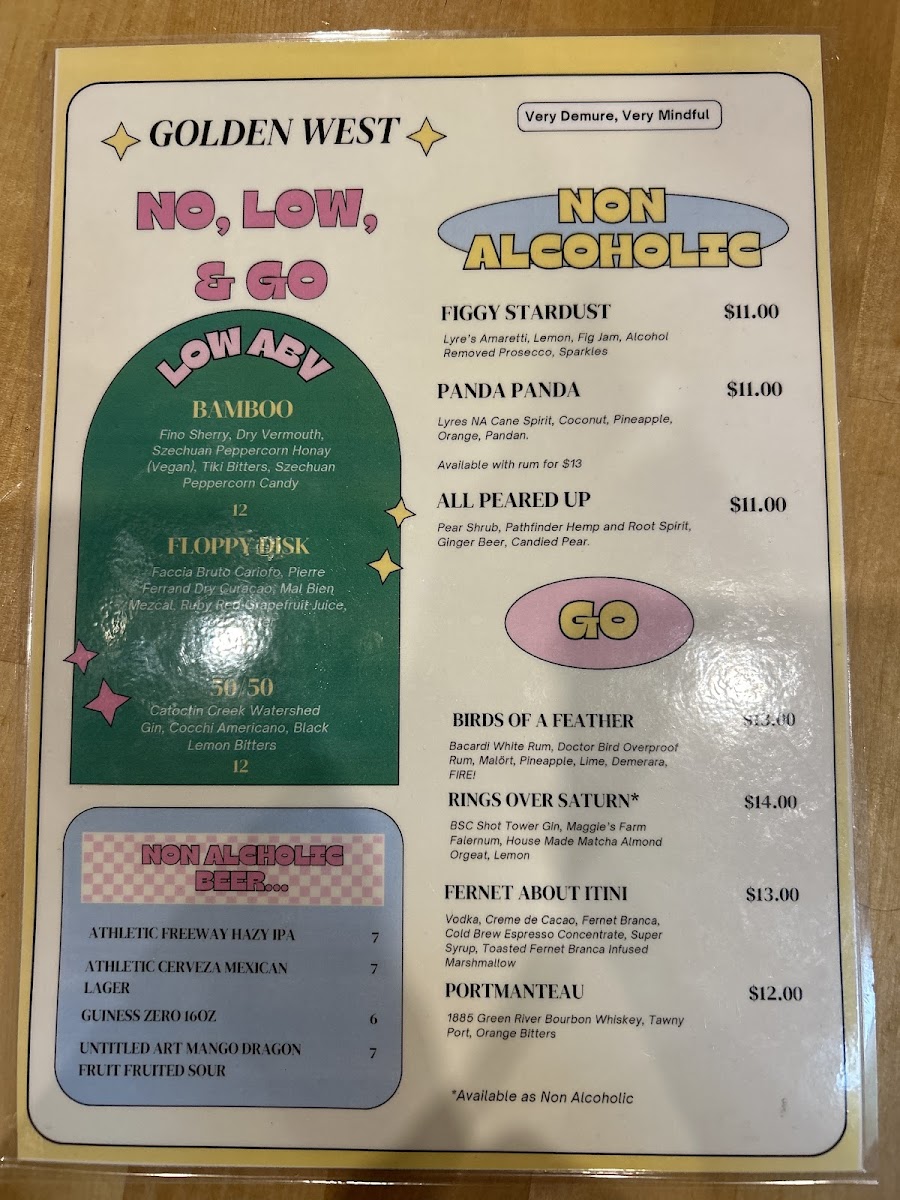 GOLDEN WEST
Very Demure, Very Mindful
NO, LOW,
& GO
LOW ABV
BAMBOO
Fino Sherry, Dry Vermouth,
Szechuan Peppercorn Honay
(Vegan), Tiki Bitters, Szechuan
Peppercorn Candy
12
FLOPPY DISK
Faccia Bruto Cariofo, Pierre
Ferrand Dry Curacao, Mal Bien
Mezcal, Ruby Red Grapefruit Juice,
50/50
Catoctin Creek Watershed
Gin, Cocchi Americano, Black
Lemon Bitters
12
NON ALCHOLIC
BEER...
ATHLETIC FREEWAY HAZY IPA 7
ATHLETIC CERVEZA MEXICAN 7
LAGER
GUINESS ZERO 16OZ 6
UNTITLED ART MANGO DRAGON 7
FRUIT FRUITED SOUR
NON
ALCOHOLIC
FIGGY STARDUST $11.00
Lyre's Amaretti, Lemon, Fig Jam, Alcohol
Removed Prosecco, Sparkles
PANDA PANDA $11.00
Lyres NA Cane Spirit, Coconut, Pineapple,
Orange, Pandan.
Available with rum for $13
ALL PEARED UP $11.00
Pear Shrub, Pathfinder Hemp and Root Spirit,
Ginger Beer, Candied Pear.
GO
BIRDS OF A FEATHER $13.00
Bacardi White Rum, Doctor Bird Overproof
Rum, Malört, Pineapple, Lime, Demerara,
FIRE!
RINGS OVER SATURN* $14.00
BSC Shot Tower Gin, Maggie's Farm
Falernum, House Made Matcha Almond
Orgeat, Lemon
FERNET ABOUT ITINI $13.00
Vodka, Creme de Cacao, Fernet Branca,
Cold Brew Espresso Concentrate, Super
Syrup, Toasted Fernet Branca Infused
Marshmallow
PORTMANTEAU $12.00
1885 Green River Bourbon Whiskey, Tawny
Port, Orange Bitters
*Available as Non Alcoholic